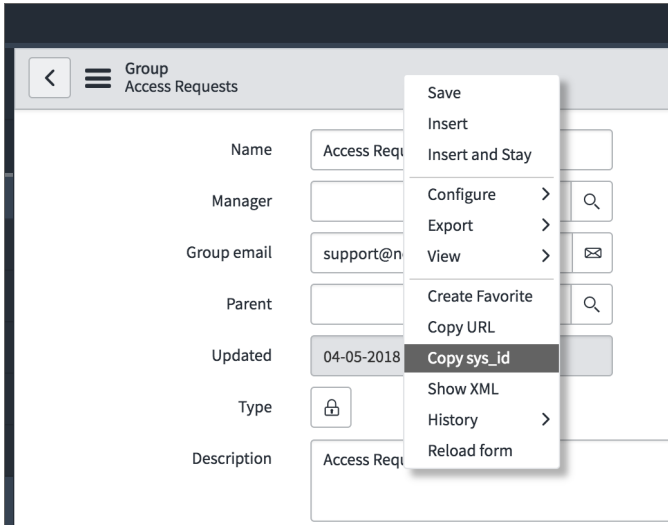 Group
Access Requests
Save
Insert
Insert and Stay
Configure
Export
View
Create Favorite
Copy URL
Copy sys_id
Show XML
History
Reload form
Name
Access Requ
Manager
Group email
support@n
Parent
Updated
04-05-2018
Type
Description
Access Requ